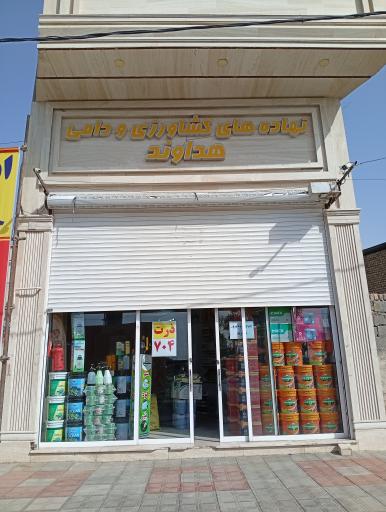 نهاده های کشاورزی و دامی
هداوند
ذرت
۷۰۴